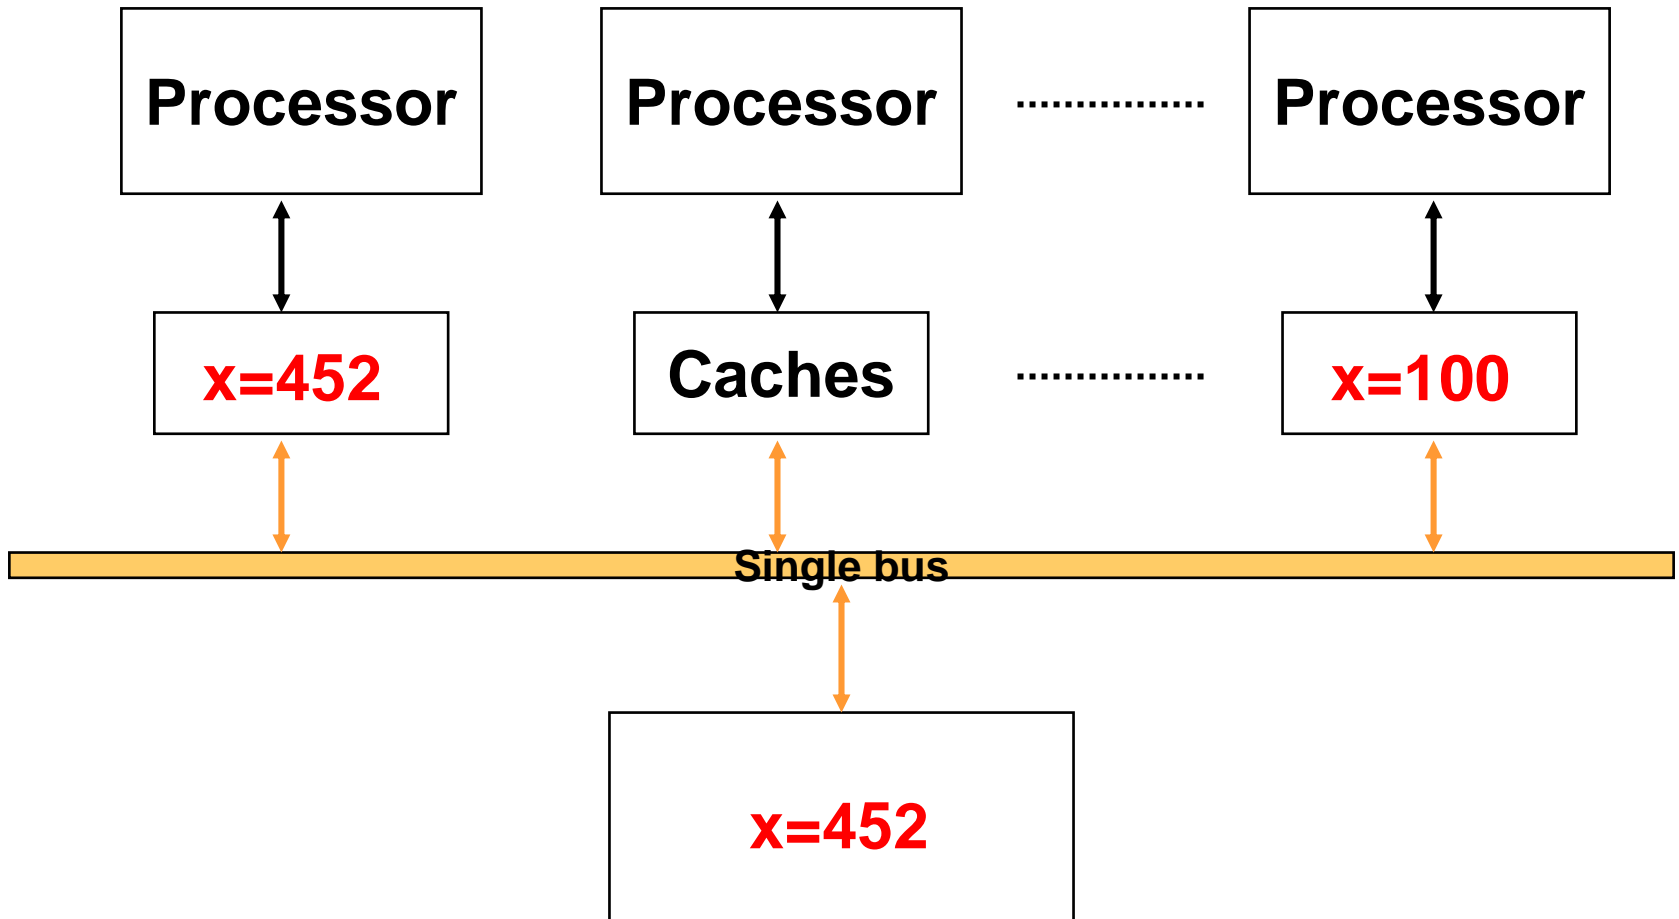 Processor Processor Processor
x=452 Caches x=100
Single bus
x=452